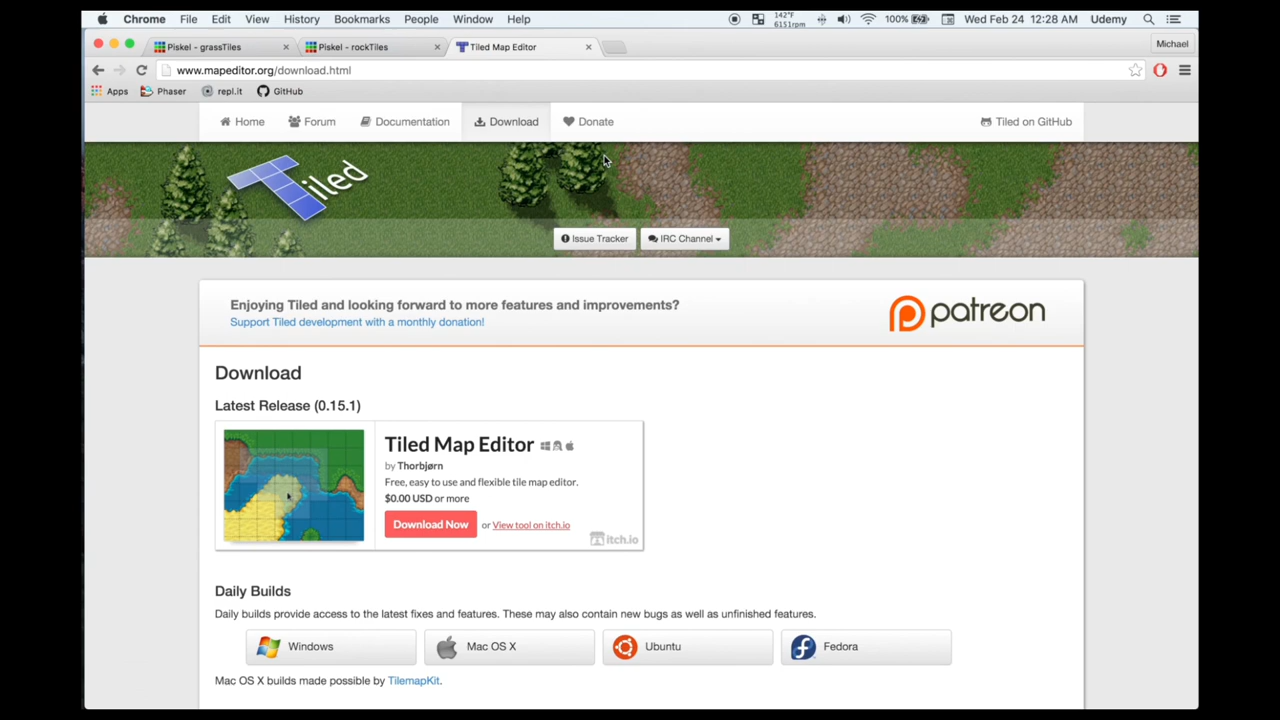 Chrome File Edit View History Bookmarks People Window Help 142°F 6151rpm 100% Wed Feb 24 12:28 AM Udemy
Piskel - grassTiles Piskel - rockTiles Tiled Map Editor Michael
www.mapeditor.org/download.html
Apps Phaser repl.it GitHub
Home Forum Documentation Download Donate Tiled on GitHub
Tiled
Issue Tracker IRC Channel
Enjoying Tiled and looking forward to more features and improvements?
Support Tiled development with a monthly donation!
patreon
Download
Latest Release (0.15.1)
Tiled Map Editor
by Thorbjørn
Free, easy to use and flexible tile map editor.
$0.00 USD or more
Download Now or View tool on itch.io
itch.io
Daily Builds
Daily builds provide access to the latest fixes and features. These may also contain new bugs as well as unfinished features.
Windows Mac OS X Ubuntu Fedora
Mac OS X builds made possible by TilemapKit.